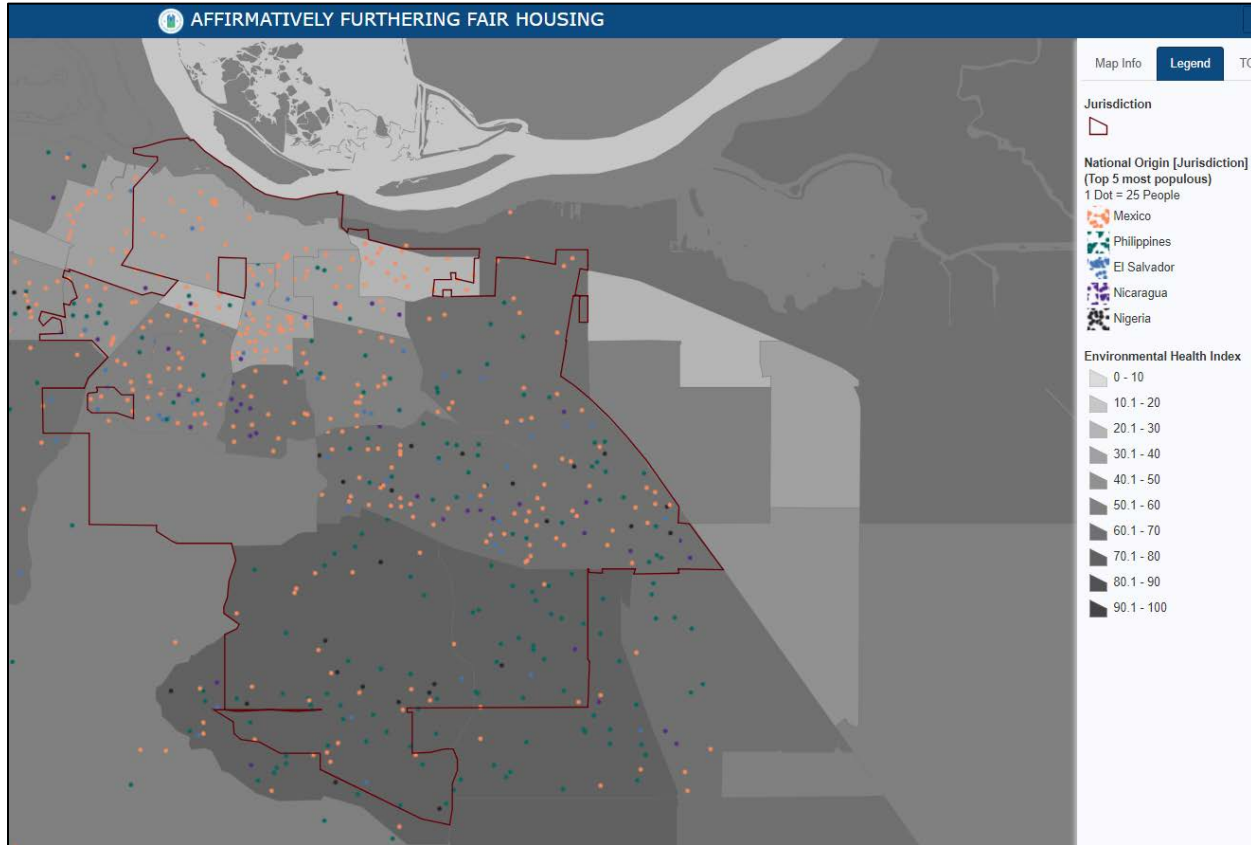 AFFIRMATIVELY FURTHERING FAIR HOUSING
Map Info
Legend
Jurisdiction
National Origin [Jurisdiction]
(Top 5 most populous)
1 Dot = 25 People
Mexico
Philippines
El Salvador
Nicaragua
Nigeria
Environmental Health Index
0 - 10
10.1 - 20
20.1 - 30
30.1 - 40
40.1 - 50
50.1 - 60
60.1 - 70
70.1 - 80
80.1 - 90
90.1 - 100